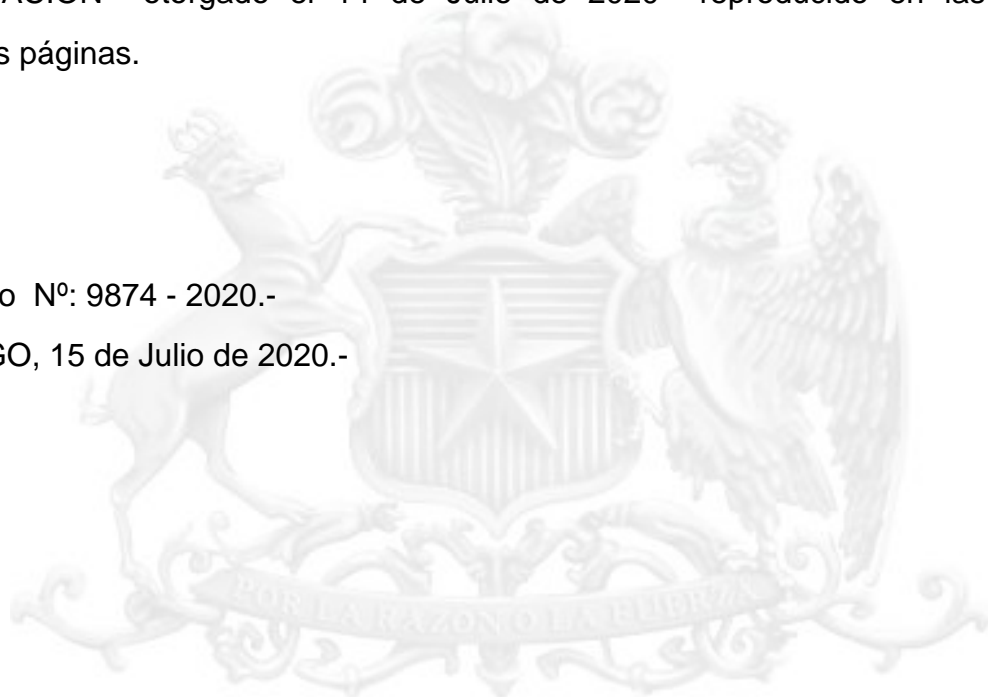 otorgado el 14 de Julio de 2020 reproducido en las
s páginas.
o Nº: 9874 - 2020.-
GO, 15 de Julio de 2020.-
POR LA RAZON O LA FUERZA